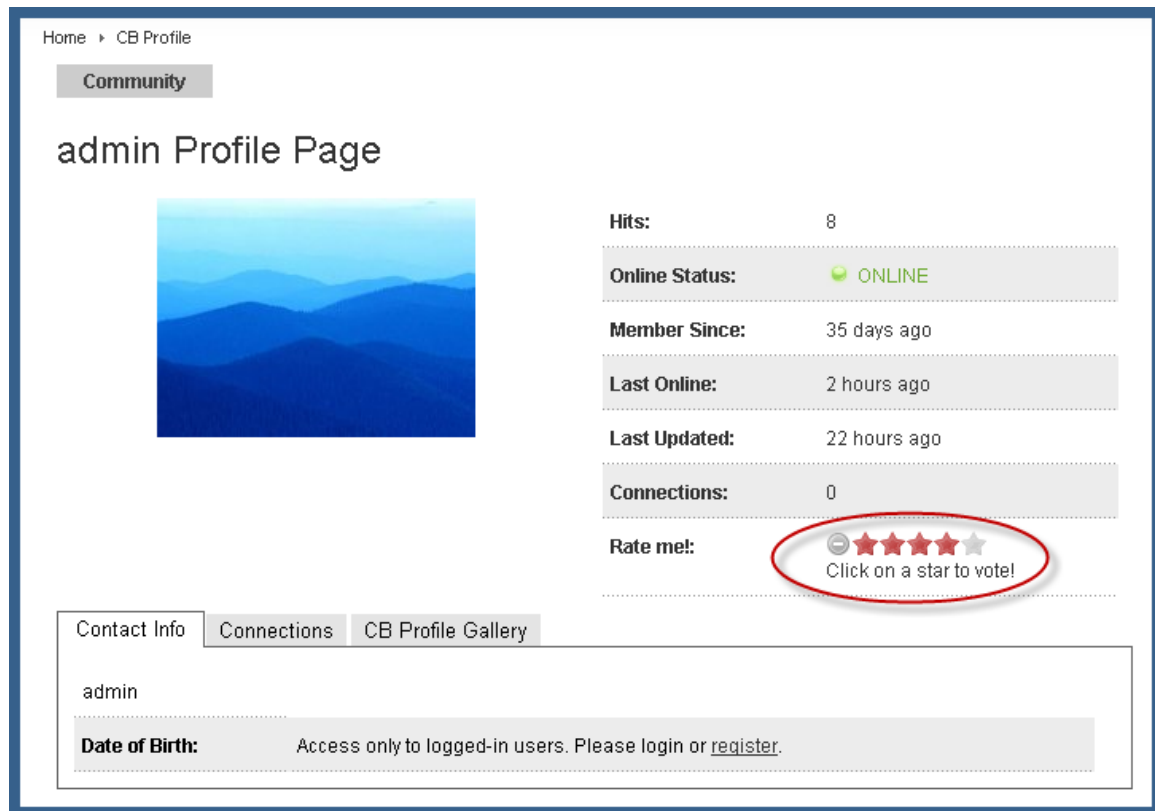 Home CB Profile
Community
admin Profile Page
Hits: 8
Online Status: ONLINE
Member Since: 35 days ago
Last Online: 2 hours ago
Last Updated: 22 hours ago
Connections: 0
Rate me!:
Click on a star to vote!
Contact Info Connections CB Profile Gallery
admin
Date of Birth: Access only to logged-in users. Please login or register.